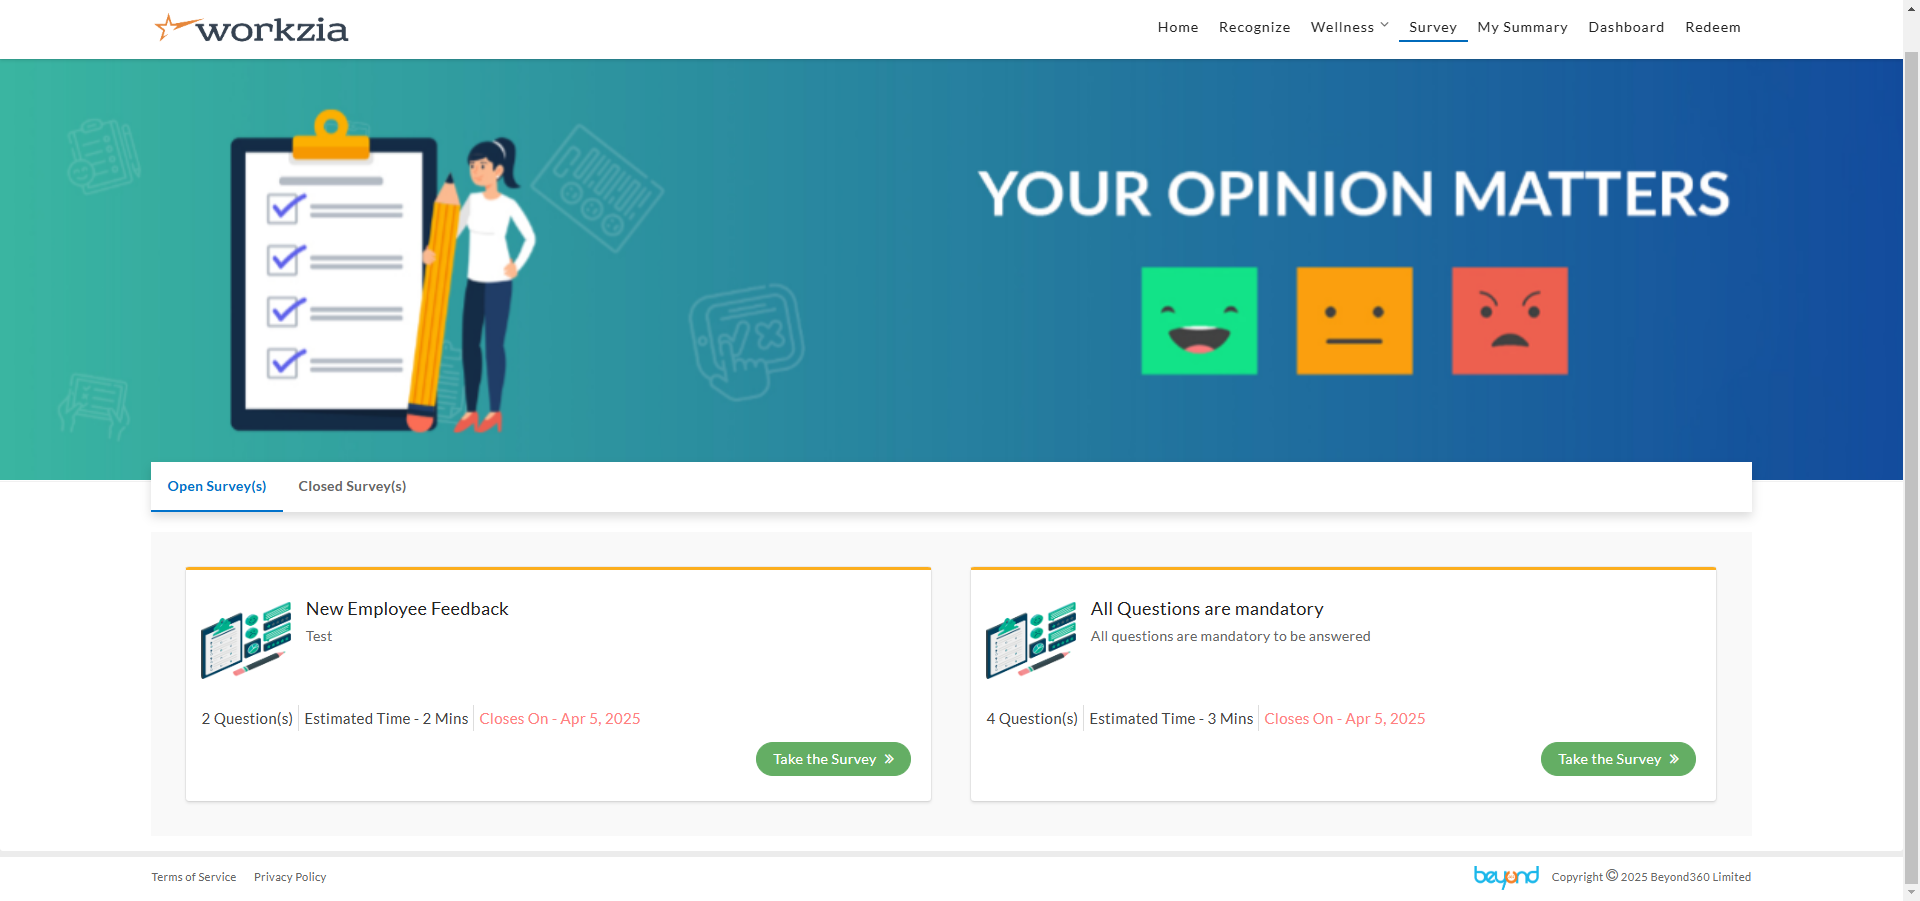 workzia
Home Recognize Wellness Survey My Summary Dashboard Redeem
YOUR OPINION MATTERS
Open Survey(s) Closed Survey(s)
New Employee Feedback
Test
2 Question(s) Estimated Time - 2 Mins Closes On - Apr 5, 2025
Take the Survey »
All Questions are mandatory
All questions are mandatory to be answered
4 Question(s) Estimated Time - 3 Mins Closes On - Apr 5, 2025
Take the Survey »
Terms of Service Privacy Policy
beyond Copyright © 2025 Beyond360 Limited